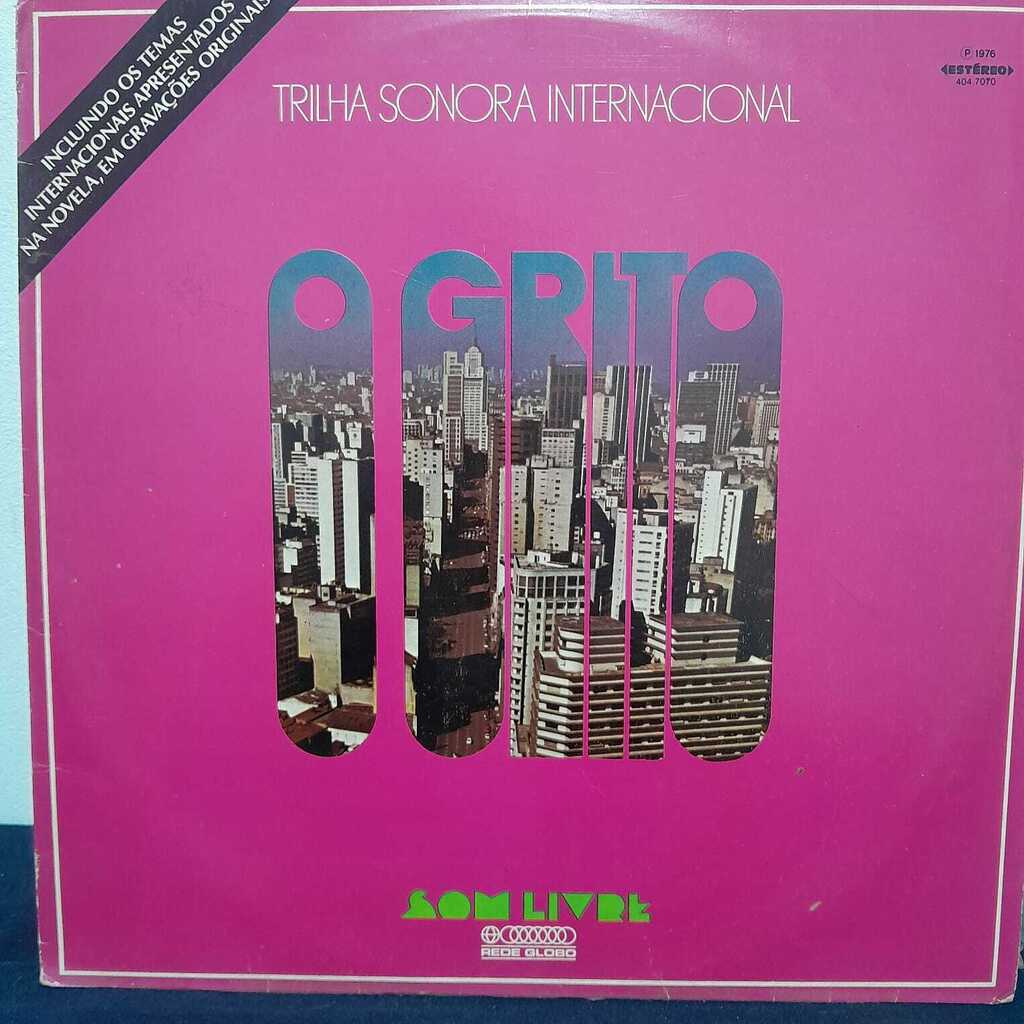 INCLUINDO OS TEMAS
INTERNACIONAIS APRESENTADOS
NA NOVELA, EM GRAVAÇÕES ORIGINAIS
Ⓟ 1976
ESTÉREO
404 7070
TRILHA SONORA INTERNACIONAL
O GRITO
SOM LIVRE
REDE GLOBO